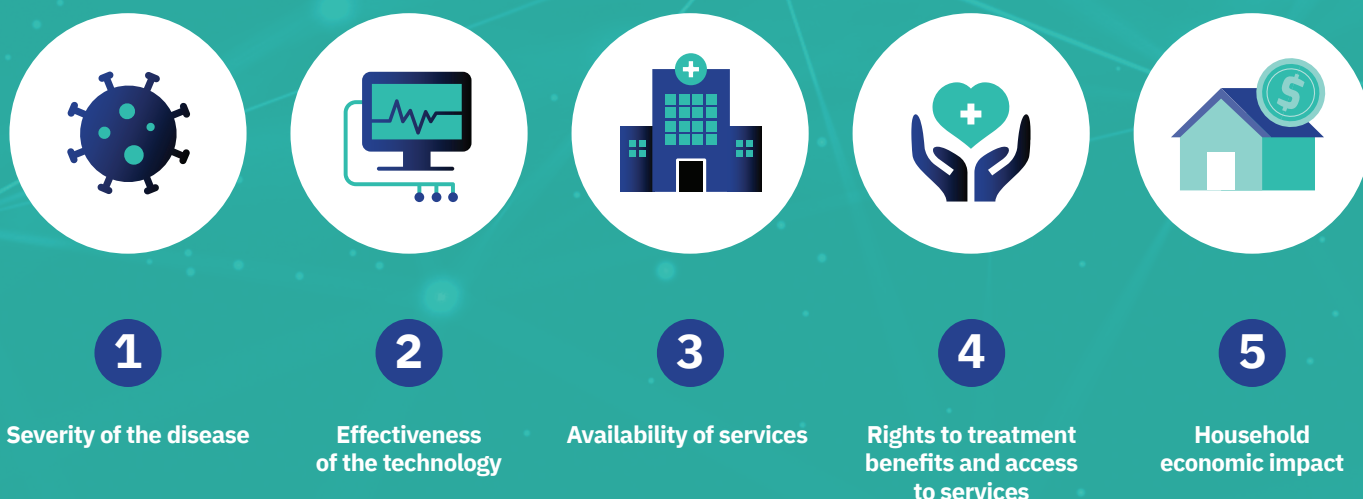 1
Severity of the disease
2
Effectiveness
of the technology
3
Availability of services
4
Rights to treatment
benefits and access
to services
5
Household
economic impact
$